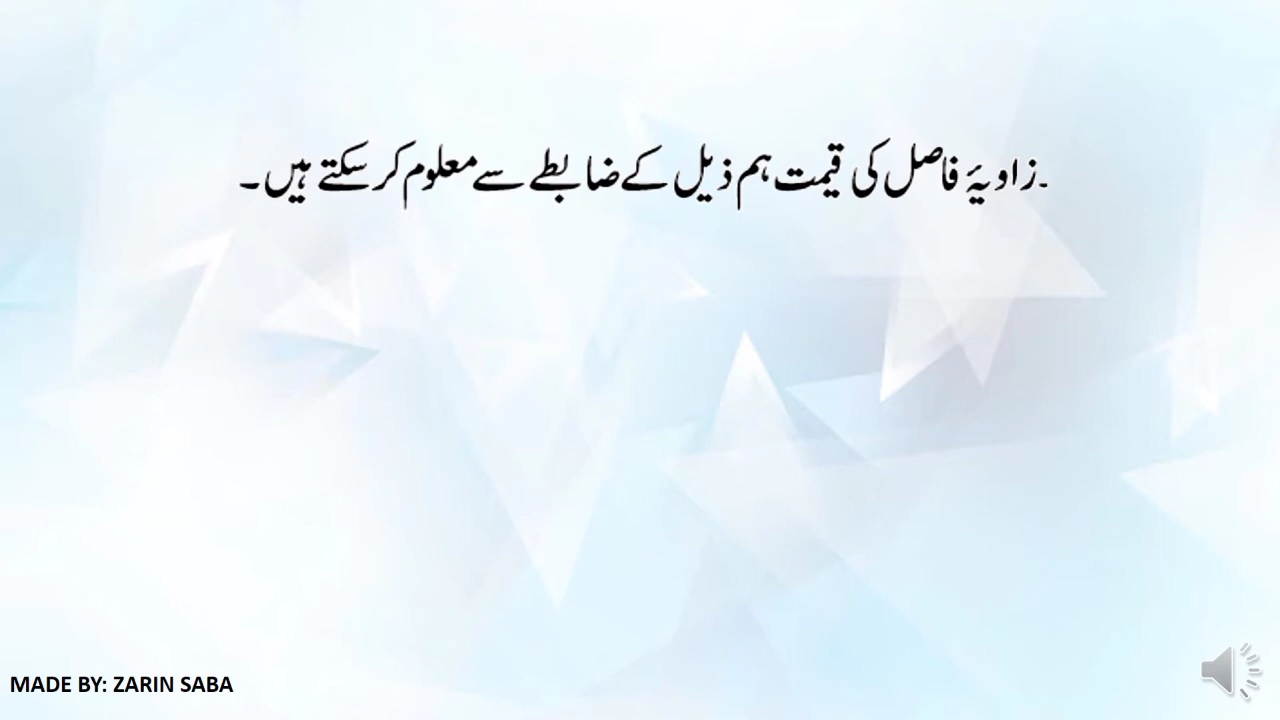 .زاویۂ فاصل کی قیمت ہم ذیل کے ضابطے سے معلوم کر سکتے ہیں۔
MADE BY: ZARIN SABA